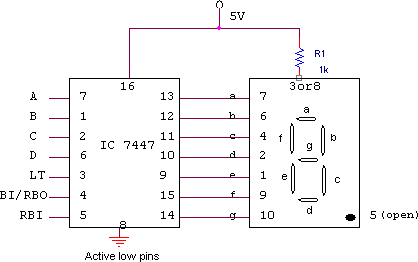 5V
R1
1k
16
3or8
A 7 13 a 7
B 1 12 b 6
C 2 11 c 4
IC 7447
D 6 10 d 2
LT 3 9 e 1
BI/RBO 4 15 f 9
RBI 5 14 g 10
8
a
f b
g
e c
d
5 (open)
Active low pins